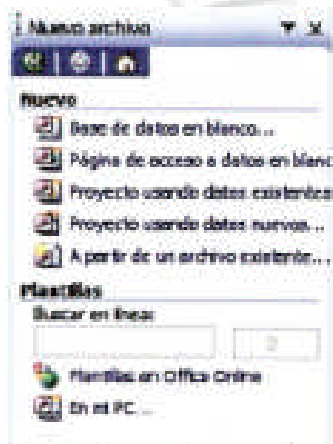 Nuevo archivo
Nuevo
Base de datos en blanco...
Página de acceso a datos en blanc
Proyecto usando datos existentes
Proyecto usando datos nuevos...
A partir de un archivo existente...
Plantillas
Buscar en línea:
Plantillas en Office Online
En mi PC...